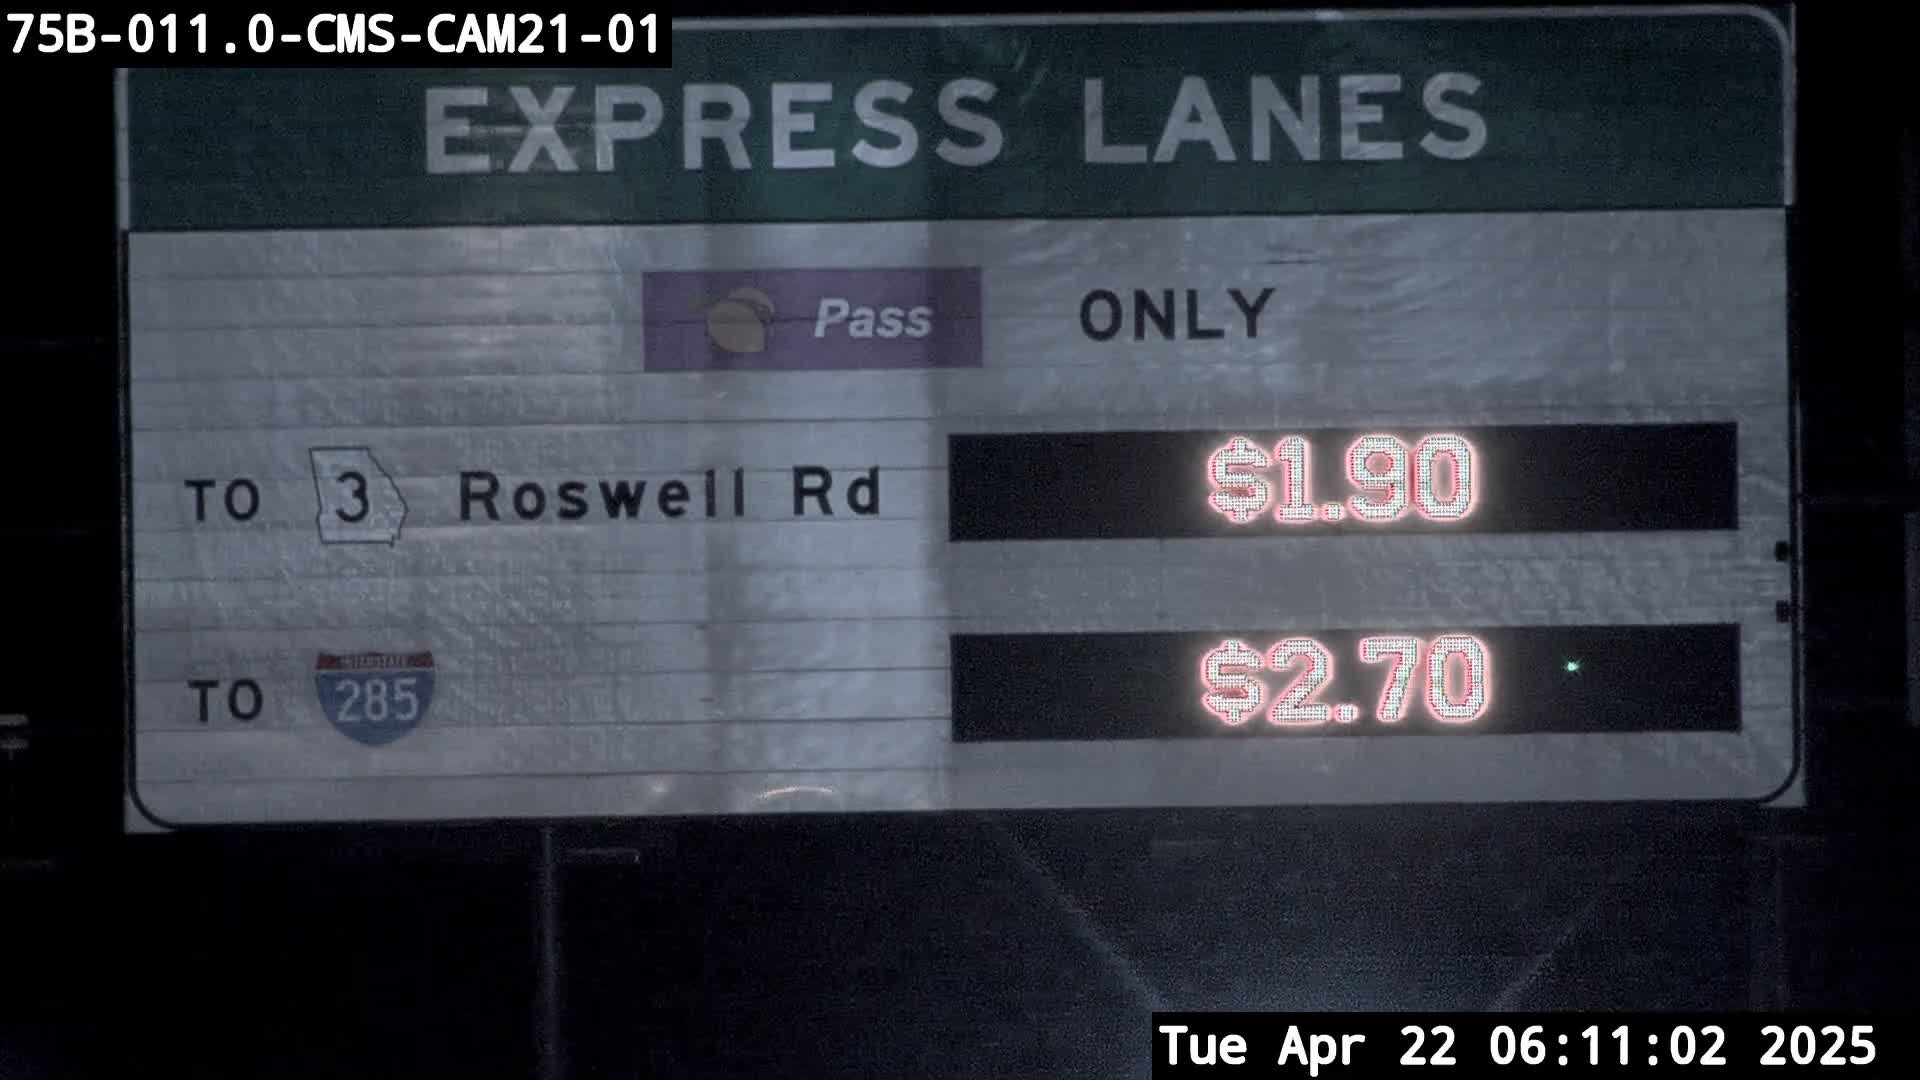 75B-011.0-CMS-CAM21-01
EXPRESS LANES
Pass ONLY
TO 3 Roswell Rd $1.90
INTERSTATE
TO 285 $2.70
Tue Apr 22 06:11:02 2025